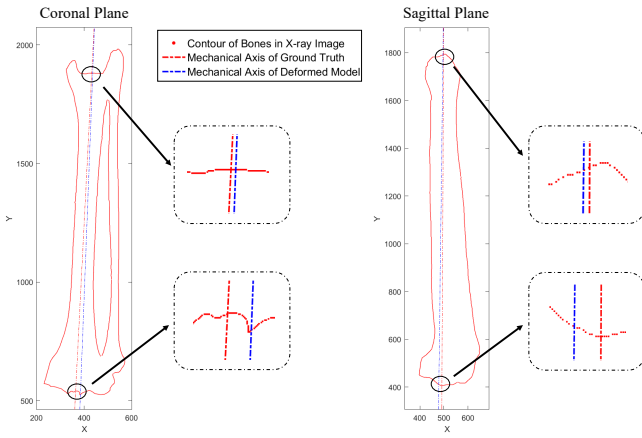 Coronal Plane
Sagittal Plane
Contour of Bones in X-ray Image
Mechanical Axis of Ground Truth
Mechanical Axis of Deformed Model
2000
1500
1000
500
Y
200
400
600
X
1800
1600
1400
1200
1000
800
600
400
Y
400
500
600
X